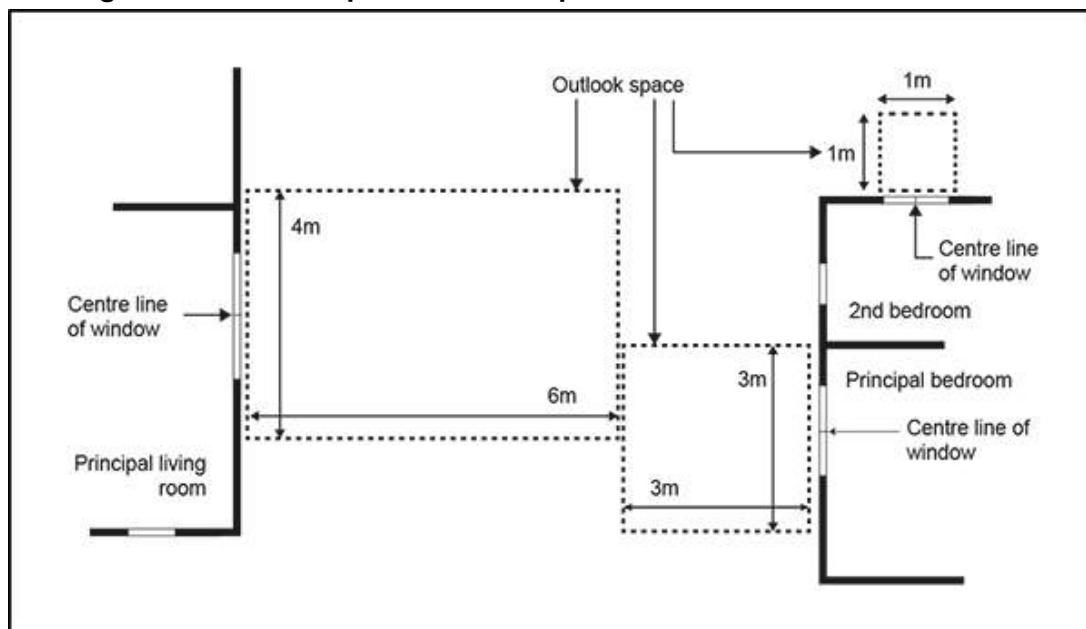 Outlook space
1m
1m
4m
Centre line
of window
Centre line
of window
2nd bedroom
3m
Principal bedroom
6m
Centre line of
window
Principal living
room
3m